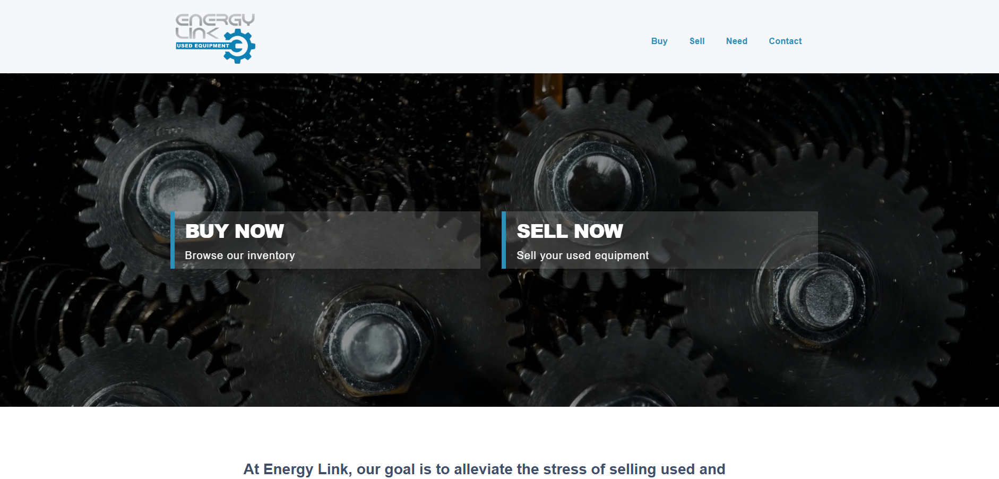 ENERGY
LINK
USED EQUIPMENT
Buy
Sell
Need
Contact
BUY NOW
Browse our inventory
SELL NOW
Sell your used equipment
At Energy Link, our goal is to alleviate the stress of selling used and